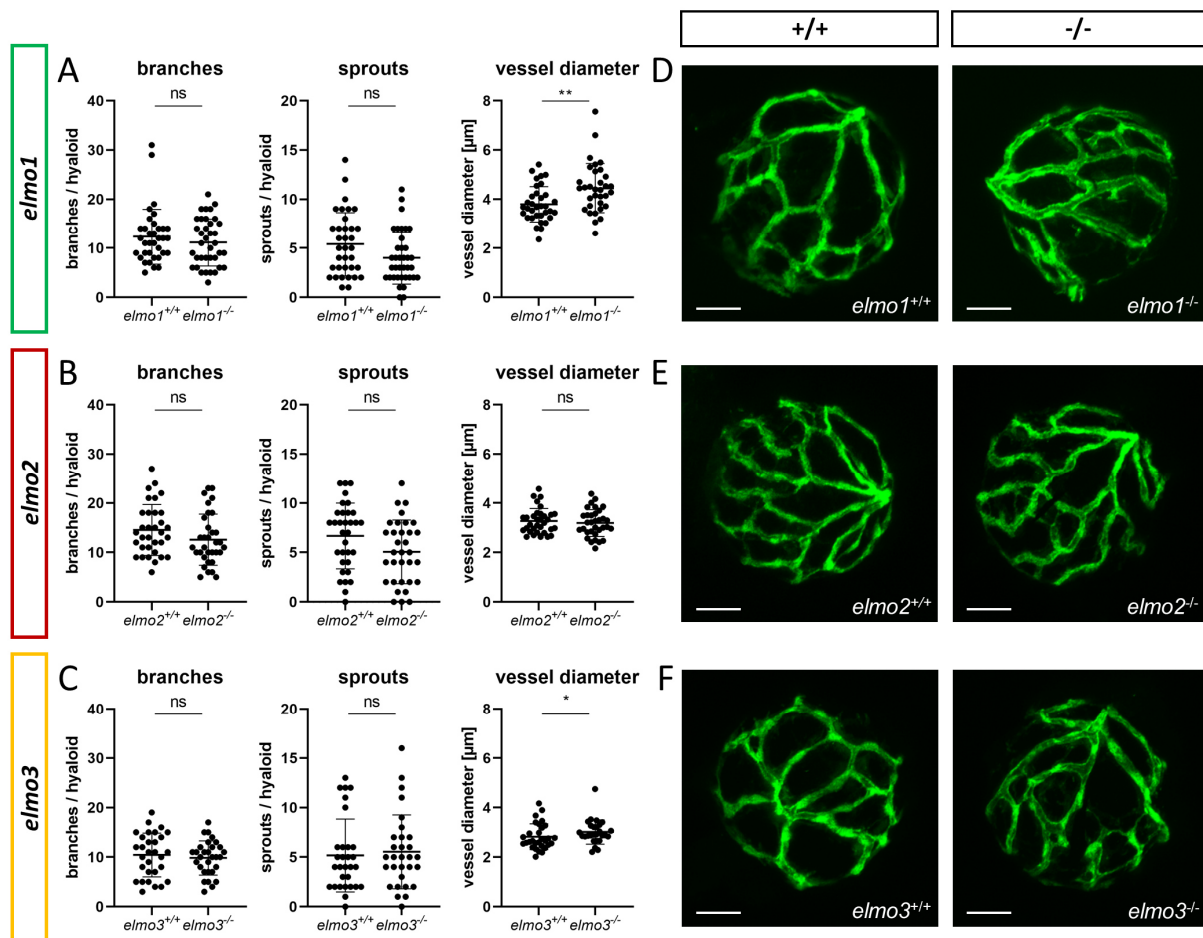 +/+
-/-
elmo1
A
branches
ns
branches / hyaloid
40
30
20
10
0
elmo1+/+ elmo1-/-
sprouts
ns
sprouts / hyaloid
20
15
10
5
0
elmo1+/+ elmo1-/-
vessel diameter
**
vessel diameter [µm]
8
6
4
2
0
elmo1+/+ elmo1-/-
D
elmo1+/+
elmo1-/-
elmo2
B
branches
ns
branches / hyaloid
40
30
20
10
0
elmo2+/+ elmo2-/-
sprouts
ns
sprouts / hyaloid
20
15
10
5
0
elmo2+/+ elmo2-/-
vessel diameter
ns
vessel diameter [µm]
8
6
4
2
0
elmo2+/+ elmo2-/-
E
elmo2+/+
elmo2-/-
elmo3
C
branches
ns
branches / hyaloid
40
30
20
10
0
elmo3+/+ elmo3-/-
sprouts
ns
sprouts / hyaloid
20
15
10
5
0
elmo3+/+ elmo3-/-
vessel diameter
*
vessel diameter [µm]
8
6
4
2
0
elmo3+/+ elmo3-/-
F
elmo3+/+
elmo3-/-